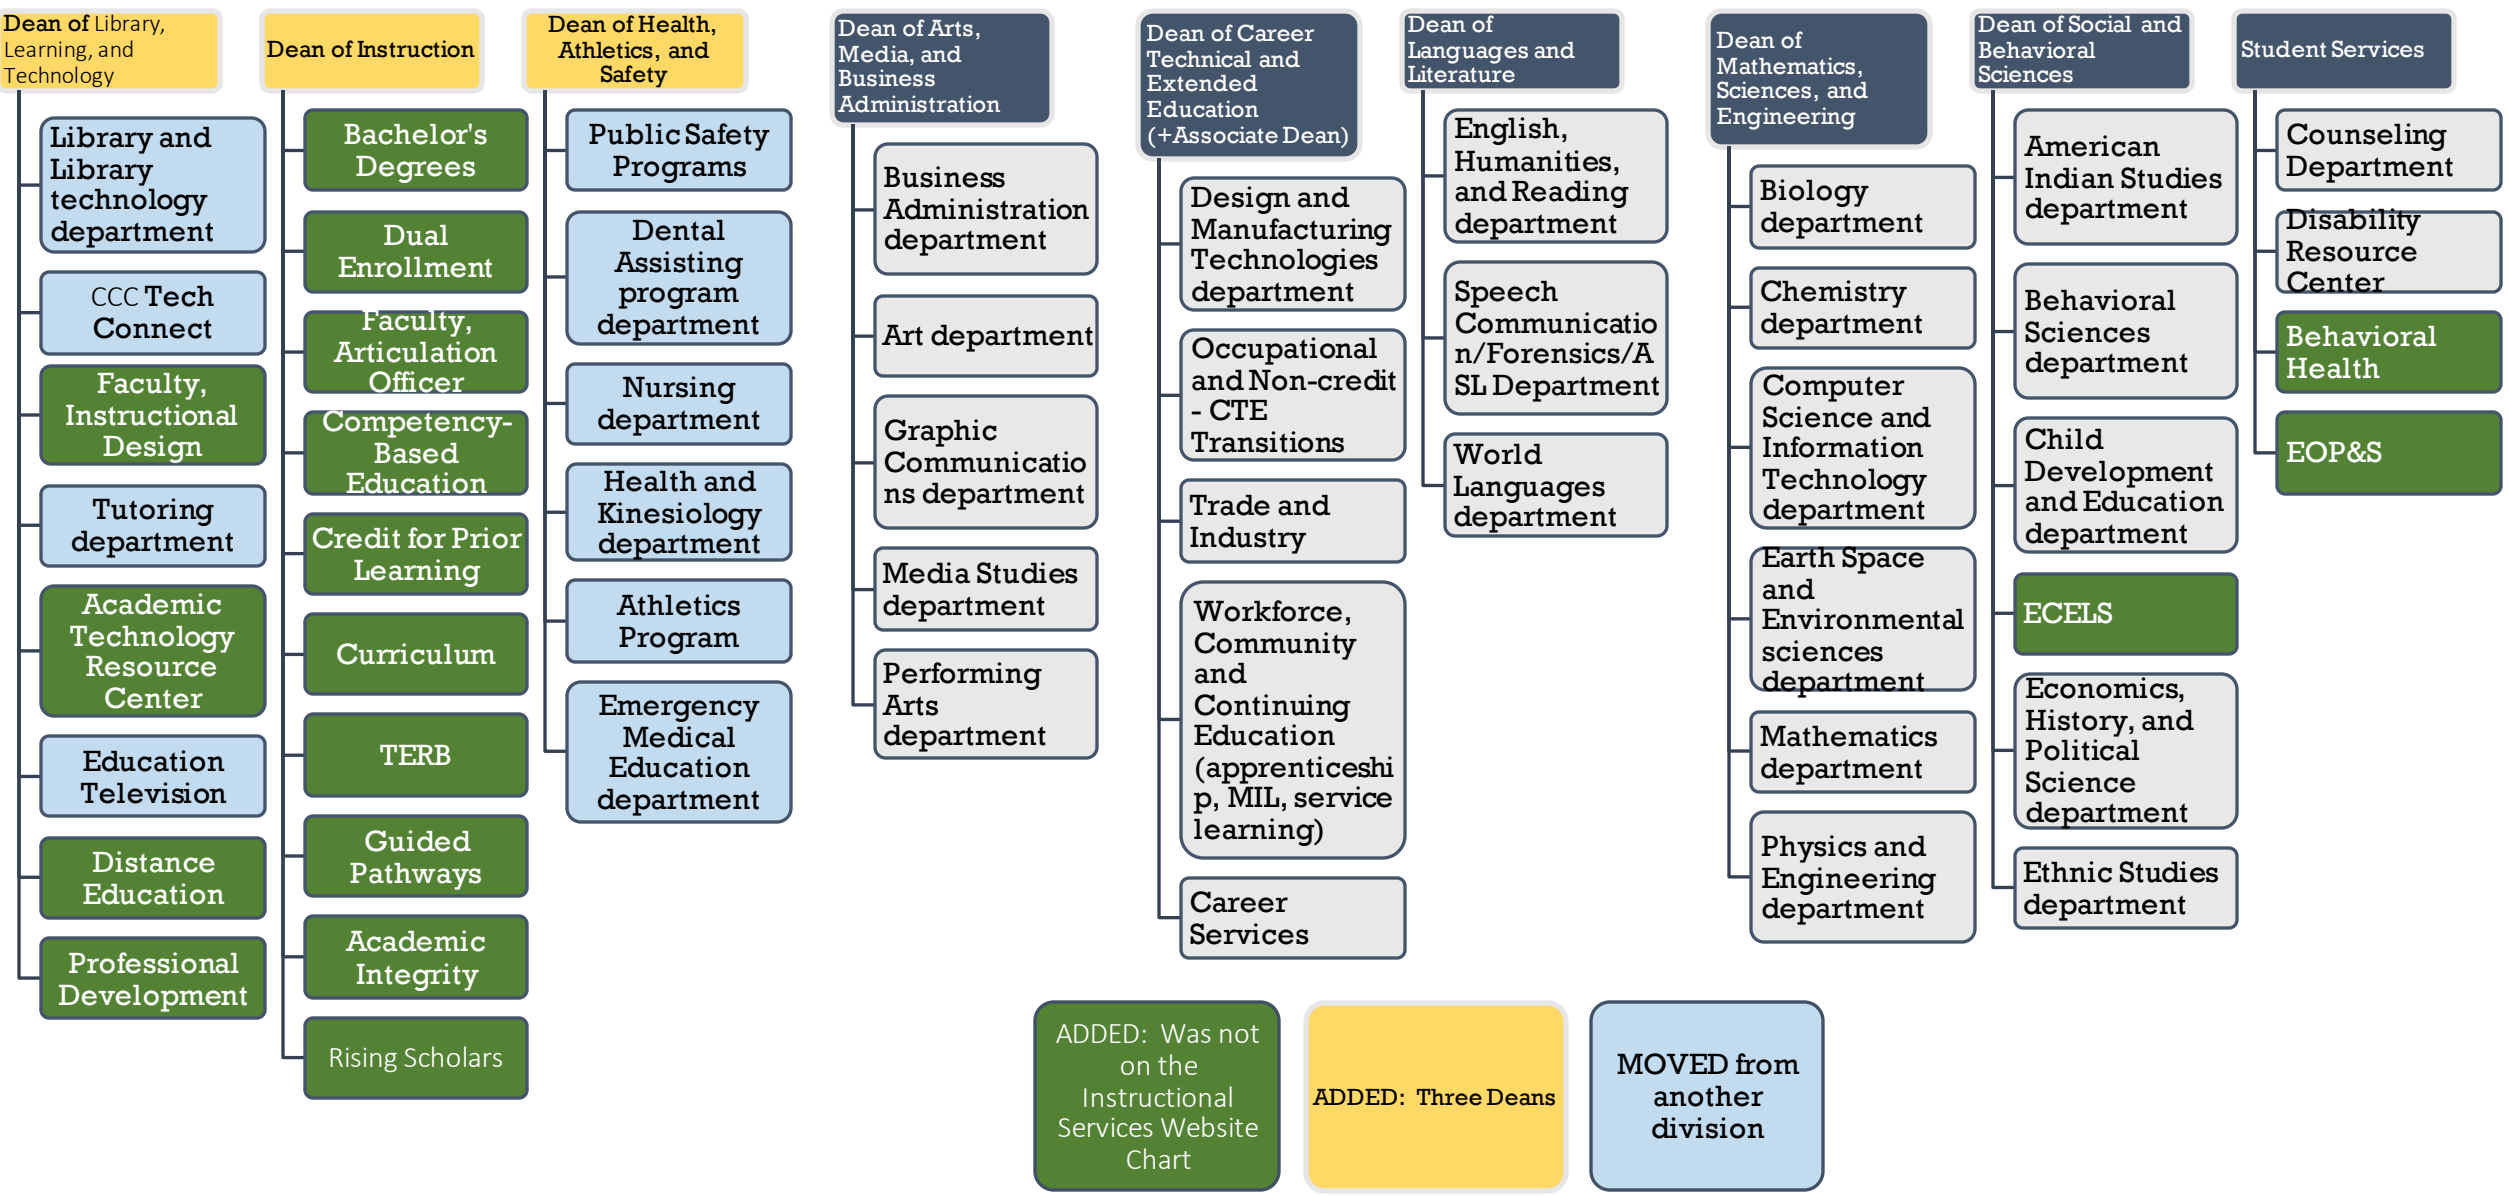 Dean of Library,
Learning, and
Technology
Library and
Library
technology
department
CCC Tech
Connect
Faculty,
Instructional
Design
Tutoring
department
Academic
Technology
Resource
Center
Education
Television
Distance
Education
Professional
Development
Dean of Instruction
Bachelor's
Degrees
Dual
Enrollment
Faculty,
Articulation
Officer
Competency-
Based
Education
Credit for Prior
Learning
Curriculum
TERB
Guided
Pathways
Academic
Integrity
Rising Scholars
Dean of Health,
Athletics, and
Safety
Public Safety
Programs
Dental
Assisting
program
department
Nursing
department
Health and
Kinesiology
department
Athletics
Program
Emergency
Medical
Education
department
Dean of Arts,
Media, and
Business
Administration
Business
Administration
department
Art department
Graphic
Communicatio
ns department
Media Studies
department
Performing
Arts
department
Dean of Career
Technical and
Extended
Education
(+Associate Dean)
Design and
Manufacturing
Technologies
department
Occupational
and Non-credit
- CTE
Transitions
Trade and
Industry
Workforce,
Community
and
Continuing
Education
(apprenticeshi
p, MIL, service
learning)
Career
Services
Dean of
Languages and
Literature
English,
Humanities,
and Reading
department
Speech
Communicatio
n/Forensics/A
SL Department
World
Languages
department
Dean of
Mathematics,
Sciences, and
Engineering
Biology
department
Chemistry
department
Computer
Science and
Information
Technology
department
Earth Space
and
Environmental
sciences
department
Mathematics
department
Physics and
Engineering
department
Dean of Social and
Behavioral
Sciences
American
Indian Studies
department
Behavioral
Sciences
department
Child
Development
and Education
department
ECELS
Economics,
History, and
Political
Science
department
Ethnic Studies
department
Student Services
Counseling
Department
Disability
Resource
Center
Behavioral
Health
EOP&S
ADDED: Was not
on the
Instructional
Services Website
Chart
ADDED: Three Deans
MOVED from
another
division